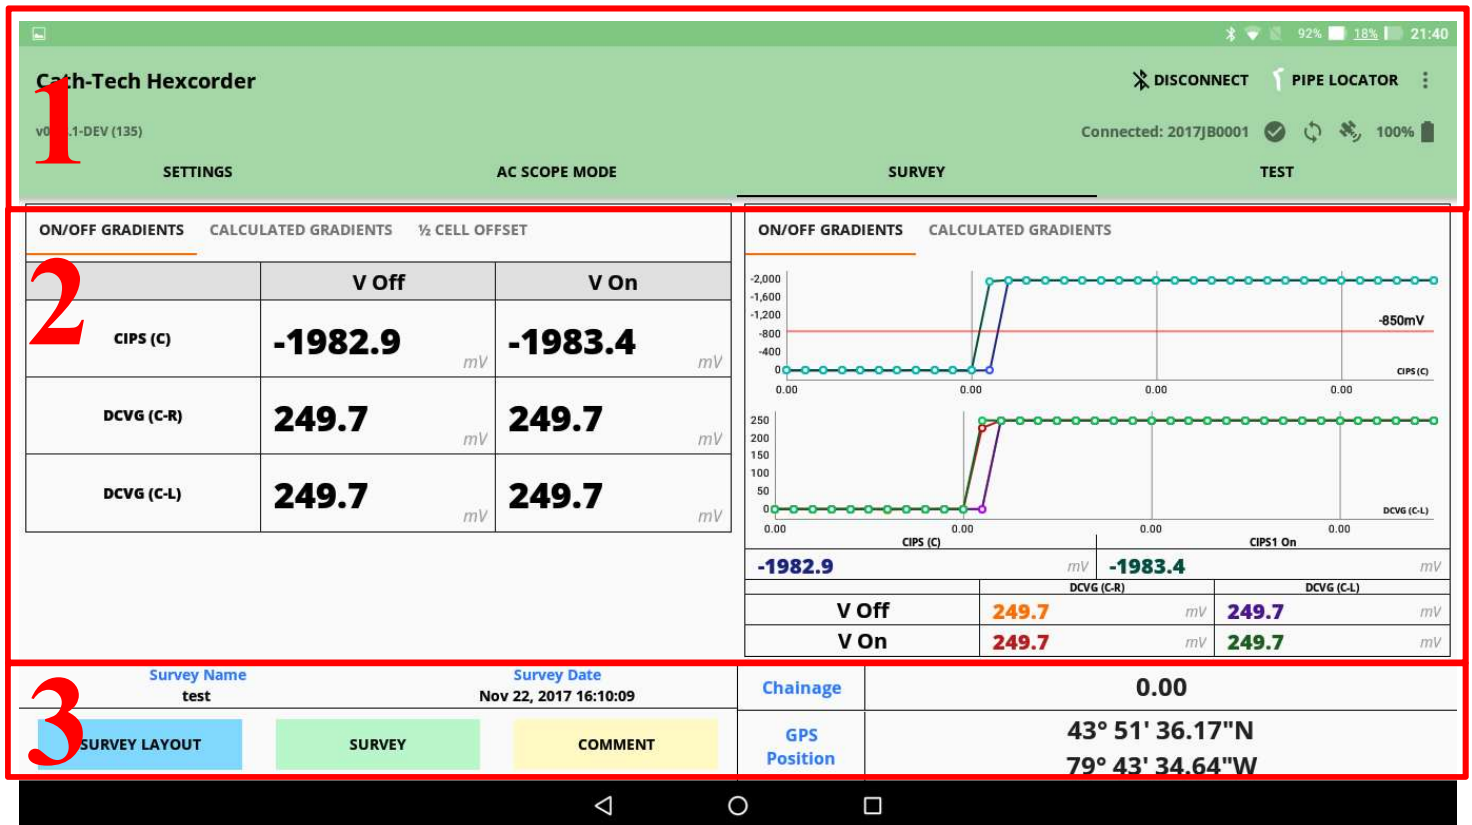 92% 18% 21:40
Cath-Tech Hexcorder
DISCONNECT PIPE LOCATOR
1
.1-DEV (135)
Connected: 2017JB0001 100%
SETTINGS AC SCOPE MODE SURVEY TEST
2
ON/OFF GRADIENTS CALCULATED GRADIENTS ½ CELL OFFSET
V Off V On
CIPS (C) -1982.9 mV -1983.4 mV
DCVG (C-R) 249.7 mV 249.7 mV
DCVG (C-L) 249.7 mV 249.7 mV
ON/OFF GRADIENTS CALCULATED GRADIENTS
-2,000
-1,600
-1,200
-850mV
-800
-400
0
CIPS (C)
0.00 0.00 0.00 0.00
250
200
150
100
50
0
DCVG (C-L)
0.00 0.00 0.00 0.00
CIPS (C) CIPS1 On
-1982.9 mV -1983.4 mV
DCVG (C-R) DCVG (C-L)
V Off 249.7 mV 249.7 mV
V On 249.7 mV 249.7 mV
3
Survey Name Survey Date
test Nov 22, 2017 16:10:09
SURVEY LAYOUT SURVEY COMMENT
Chainage 0.00
GPS Position
43° 51' 36.17"N
79° 43' 34.64"W